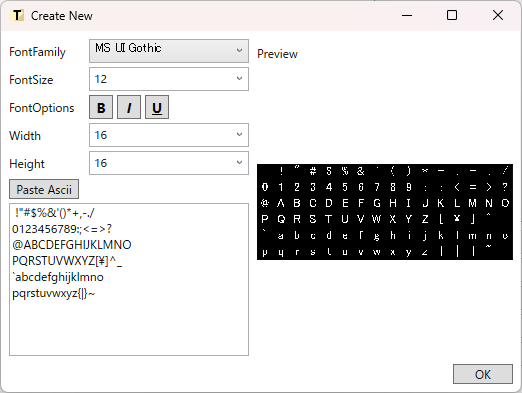 Create New
FontFamily
MS UI Gothic
Preview
FontSize
12
FontOptions
B I U
Width
16
Height
16
Paste Ascii
!"#$%&'()*+,-./
0123456789:;<=>?
@ABCDEFGHIJKLMNO
PQRSTUVWXYZ[¥]^_
`abcdefghijklmno
pqrstuvwxyz{|}~
! " # $ % & ' ( ) * + , - . /
0 1 2 3 4 5 6 7 8 9 : ; < = > ?
@ A B C D E F G H I J K L M N O
P Q R S T U V W X Y Z [ ¥ ] ^
` a b c d e f g h i j k l m n o
p q r s t u v w x y z { | } ~
OK